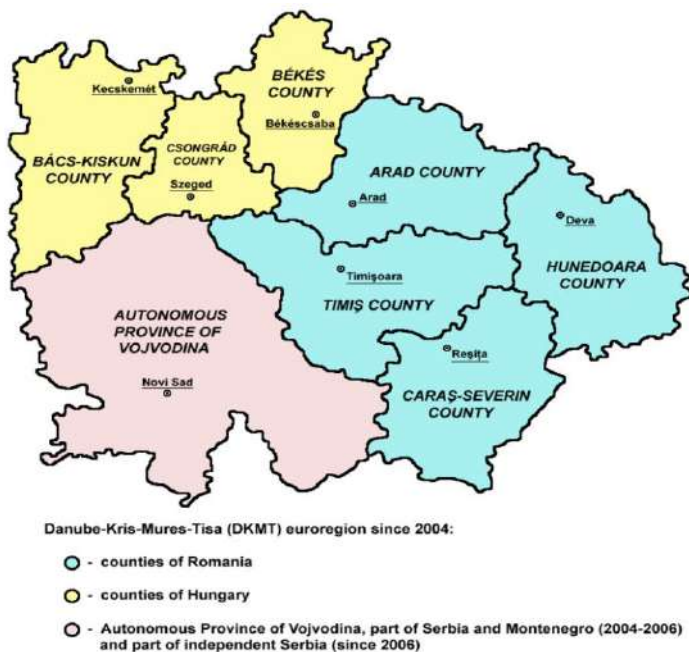 Kecskemét
BÉKÉS
COUNTY
Békéscsaba
CSONGRÁD
COUNTY
BÁCS-KISKUN
COUNTY
Szeged
ARAD COUNTY
Arad
Deva
HUNEDOARA
COUNTY
Timişoara
TIMIŞ COUNTY
AUTONOMOUS
PROVINCE OF
VOJVODINA
Novi Sad
Reşiţa
CARAŞ-SEVERIN
COUNTY
Danube-Kris-Mures-Tisa (DKMT) euroregion since 2004:
- counties of Romania
- counties of Hungary
- Autonomous Province of Vojvodina, part of Serbia and Montenegro (2004-2006)
and part of independent Serbia (since 2006)